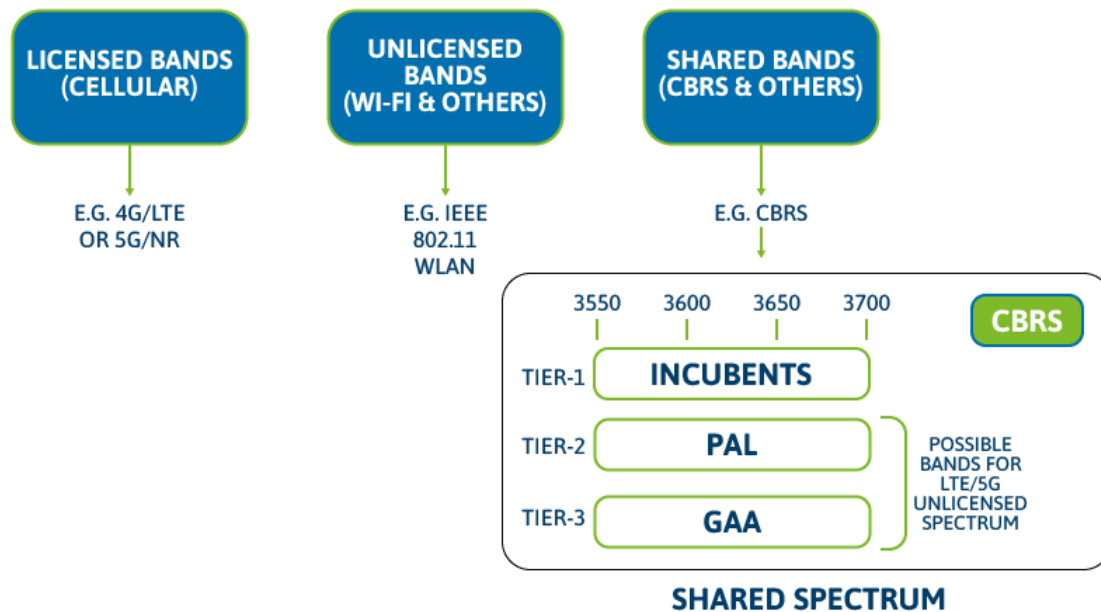 LICENSED BANDS
(CELLULAR)
UNLICENSED
BANDS
(WI-FI & OTHERS)
SHARED BANDS
(CBRS & OTHERS)
E.G. 4G/LTE
OR 5G/NR
E.G. IEEE
802.11
WLAN
E.G. CBRS
3550 3600 3650 3700
CBRS
TIER-1 INCUBENTS
TIER-2 PAL
TIER-3 GAA
POSSIBLE
BANDS FOR
LTE/5G
UNLICENSED
SPECTRUM
SHARED SPECTRUM